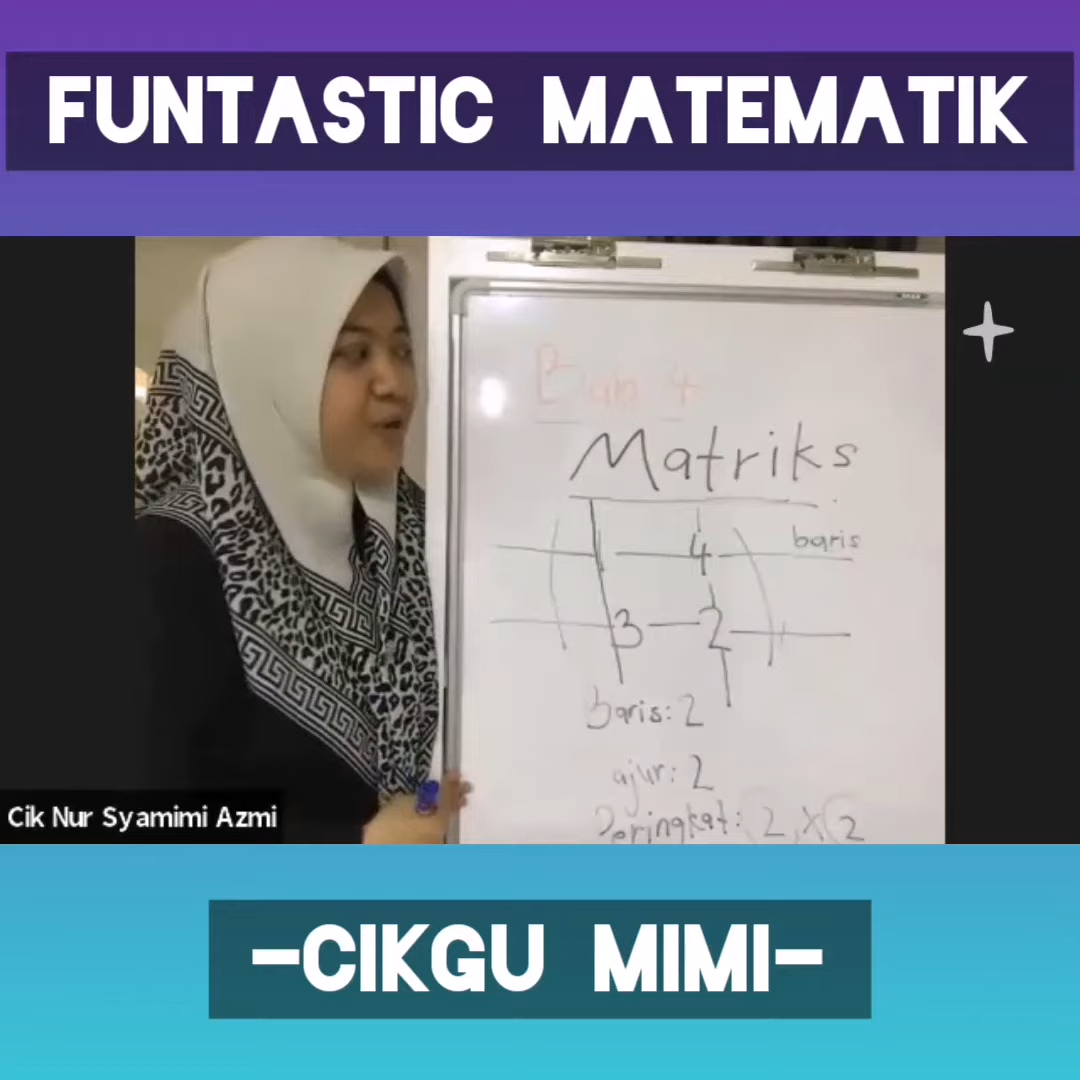 FUNTASTIC MATEMATIK
Bab 4
Matriks
1 4 baris
3 2
Baris: 2
ajur: 2
Peringkat: 2 X 2
Cik Nur Syamimi Azmi
-CIKGU MIMI-